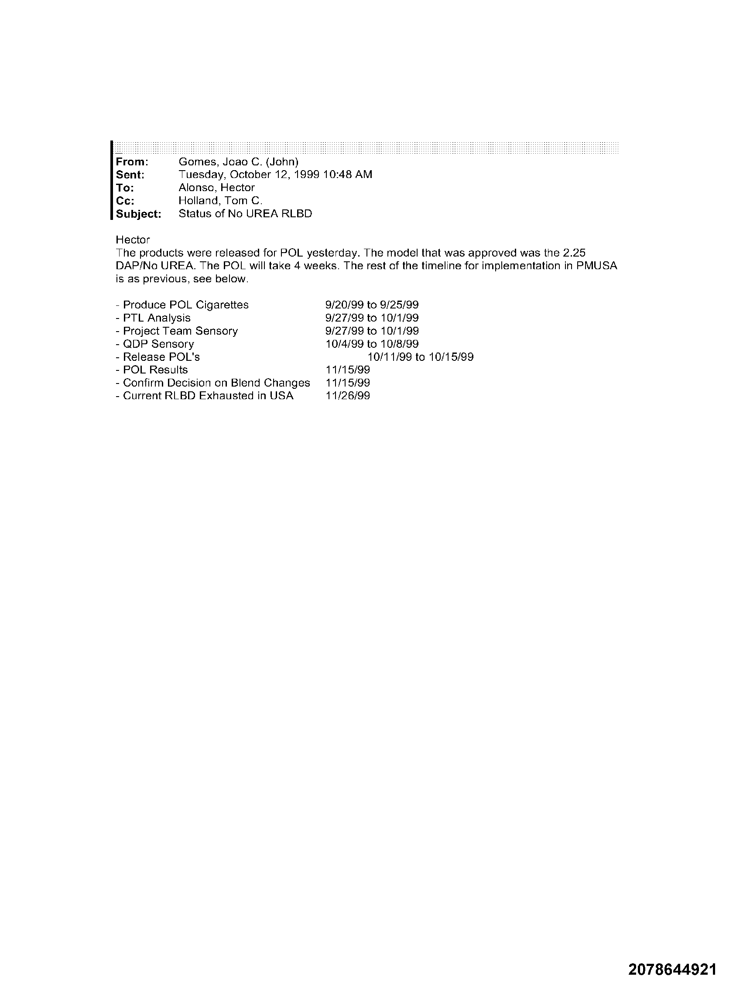 From: Gomes, Joao C. (John)
Sent: Tuesday, October 12, 1999 10:48 AM
To: Alonso, Hector
Cc: Holland, Tom C.
Subject: Status of No UREA RLBD
Hector
The products were released for POL yesterday. The model that was approved was the 2.25
DAP/No UREA. The POL will take 4 weeks. The rest of the timeline for implementation in PMUSA
is as previous, see below.
- Produce POL Cigarettes 9/20/99 to 9/25/99
- PTL Analysis 9/27/99 to 10/1/99
- Project Team Sensory 9/27/99 to 10/1/99
- QDP Sensory 10/4/99 to 10/8/99
- Release POL's 10/11/99 to 10/15/99
- POL Results 11/15/99
- Confirm Decision on Blend Changes 11/15/99
- Current RLBD Exhausted in USA 11/26/99
2078644921